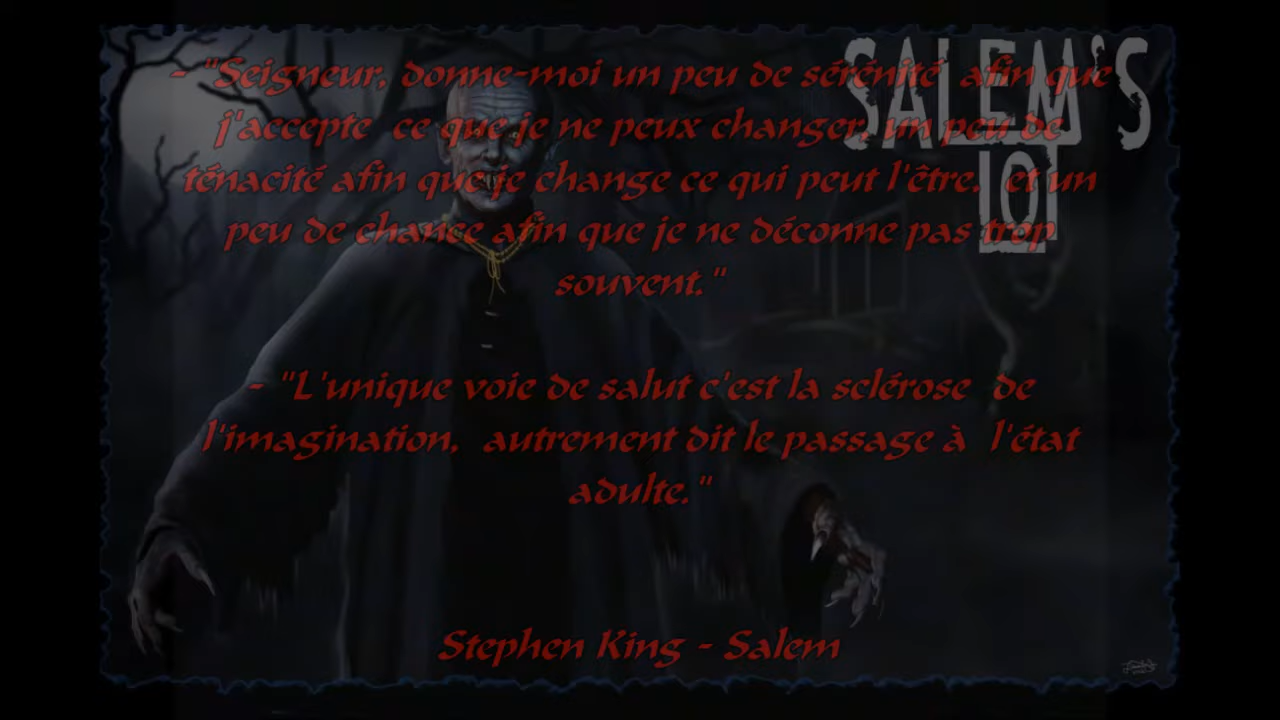 - "Seigneur, donne-moi un peu de sérénité afin que
j'accepte ce que je ne peux changer, un peu de
ténacité afin que je change ce qui peut l'être, et un
peu de chance afin que je ne déconne pas trop
souvent."
SALEM'S
LOT
- "L'unique voie de salut c'est la sclérose de
l'imagination, autrement dit le passage à l'état
adulte."
Stephen King - Salem